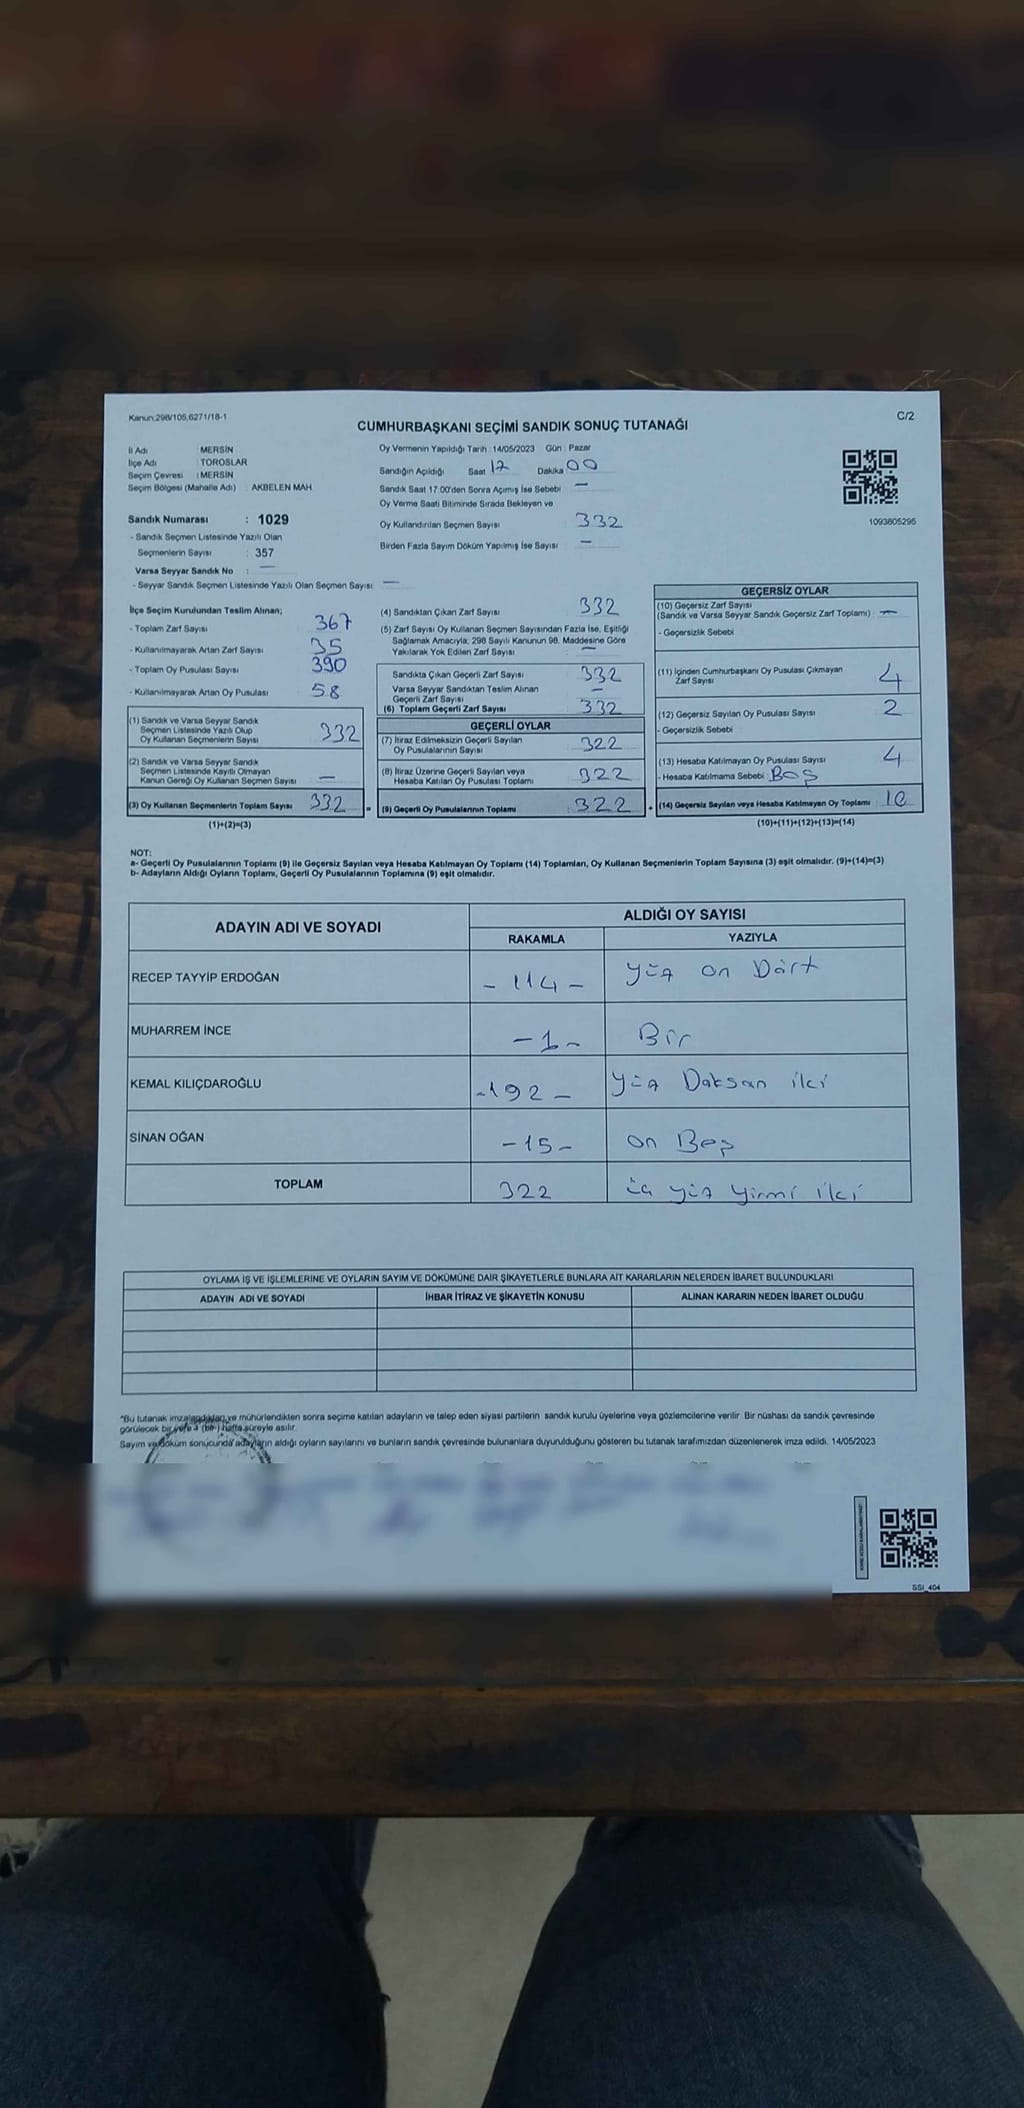 Kanun;298/105,6271/18-1
C/2
CUMHURBAŞKANI SEÇİMİ SANDIK SONUÇ TUTANAĞI
İl Adı : MERSİN
İlçe Adı : TOROSLAR
Seçim Çevresi : MERSİN
Seçim Bölgesi (Mahalle Adı) : AKBELEN MAH
Sandık Numarası : 1029
- Sandık Seçmen Listesinde Yazılı Olan
Seçmenlerin Sayısı : 357
Varsa Seyyar Sandık No : —
- Seyyar Sandık Seçmen Listesinde Yazılı Olan Seçmen Sayısı: —
Oy Vermenin Yapıldığı Tarih : 14/05/2023 Gün : Pazar
Sandığın Açıldığı Saat 17 Dakika 00
Sandık Saat 17:00'den Sonra Açımış İse Sebebi : —
Oy Verme Saati Bitiminde Sırada Bekleyen ve
Oy Kullandırılan Seçmen Sayısı : 332
Birden Fazla Sayım Döküm Yapılmış İse Sayısı : —
1093805295
İlçe Seçim Kurulundan Teslim Alınan;
- Toplam Zarf Sayısı : 367
- Kullanılmayarak Artan Zarf Sayısı : 35
- Toplam Oy Pusulası Sayısı : 390
- Kullanılmayarak Artan Oy Pusulası : 58
(1) Sandık ve Varsa Seyyar Sandık
Seçmen Listesinde Yazılı Olup
Oy Kullanan Seçmenlerin Sayısı : 332
(2) Sandık ve Varsa Seyyar Sandık
Seçmen Listesinde Kayıtlı Olmayan
Kanun Gereği Oy Kullanan Seçmen Sayısı : —
(3) Oy Kullanan Seçmenlerin Toplam Sayısı : 332
(1)+(2)=(3)
(4) Sandıktan Çıkan Zarf Sayısı : 332
(5) Zarf Sayısı Oy Kullanan Seçmen Sayısından Fazla İse, Eşitliği
Sağlamak Amacıyla, 298 Sayılı Kanunun 98. Maddesine Göre
Yakılarak Yok Edilen Zarf Sayısı : —
Sandıkta Çıkan Geçerli Zarf Sayısı : 332
Varsa Seyyar Sandıktan Teslim Alınan
Geçerli Zarf Sayısı : —
(6) Toplam Geçerli Zarf Sayısı : 332
GEÇERLİ OYLAR
(7) İtiraz Edilmeksizin Geçerli Sayılan
Oy Pusulalarının Sayısı : 322
(8) İtiraz Üzerine Geçerli Sayılan veya
Hesaba Katılan Oy Pusulası Toplamı : 322
= (9) Geçerli Oy Pusulalarının Toplamı : 322 +
GEÇERSİZ OYLAR
(10) Geçersiz Zarf Sayısı
(Sandık ve Varsa Seyyar Sandık Geçersiz Zarf Toplamı) : —
- Geçersizlik Sebebi
(11) İçinden Cumhurbaşkanı Oy Pusulası Çıkmayan
Zarf Sayısı : 4
(12) Geçersiz Sayılan Oy Pusulası Sayısı : 2
- Geçersizlik Sebebi
(13) Hesaba Katılmayan Oy Pusulası Sayısı : 4
- Hesaba Katılmama Sebebi : Boş
(14) Geçersiz Sayılan veya Hesaba Katılmayan Oy Toplamı : 10
(10)+(11)+(12)+(13)=(14)
NOT:
a- Geçerli Oy Pusulalarının Toplamı (9) ile Geçersiz Sayılan veya Hesaba Katılmayan Oy Toplamı (14) Toplamları, Oy Kullanan Seçmenlerin Toplam Sayısına (3) eşit olmalıdır. (9)+(14)=(3)
b- Adayların Aldığı Oyların Toplamı, Geçerli Oy Pusulalarının Toplamına (9) eşit olmalıdır.
ADAYIN ADI VE SOYADI
ALDIĞI OY SAYISI
RAKAMLA YAZIYLA
RECEP TAYYİP ERDOĞAN - 114 - yüz on Dört
MUHARREM İNCE - 1 - Bir
KEMAL KILIÇDAROĞLU - 192 - yüz Doksan iki
SİNAN OĞAN - 15 - on Beş
TOPLAM 322 üç yüz yirmi iki
OYLAMA İŞ VE İŞLEMLERİNE VE OYLARIN SAYIM VE DÖKÜMÜNE DAİR ŞİKAYETLERLE BUNLARA AİT KARARLARIN NELERDEN İBARET BULUNDUKLARI
ADAYIN ADI VE SOYADI İHBAR İTİRAZ VE ŞİKAYETİN KONUSU ALINAN KARARIN NEDEN İBARET OLDUĞU
*Bu tutanak imzalandıktan ve mühürlendikten sonra seçime katılan adayların ve talep eden siyasi partilerin sandık kurulu üyelerine veya gözlemcilerine verilir. Bir nüshası da sandık çevresinde
görülecek bir yere 1 (bir) hafta süreyle asılır.
Sayım ve döküm sonucunda adayların aldığı oyların sayılarını ve bunların sandık çevresinde bulunanlara duyurulduğunu gösteren bu tutanak tarafımızdan düzenlenerek imza edildi. 14/05/2023
SSI_404